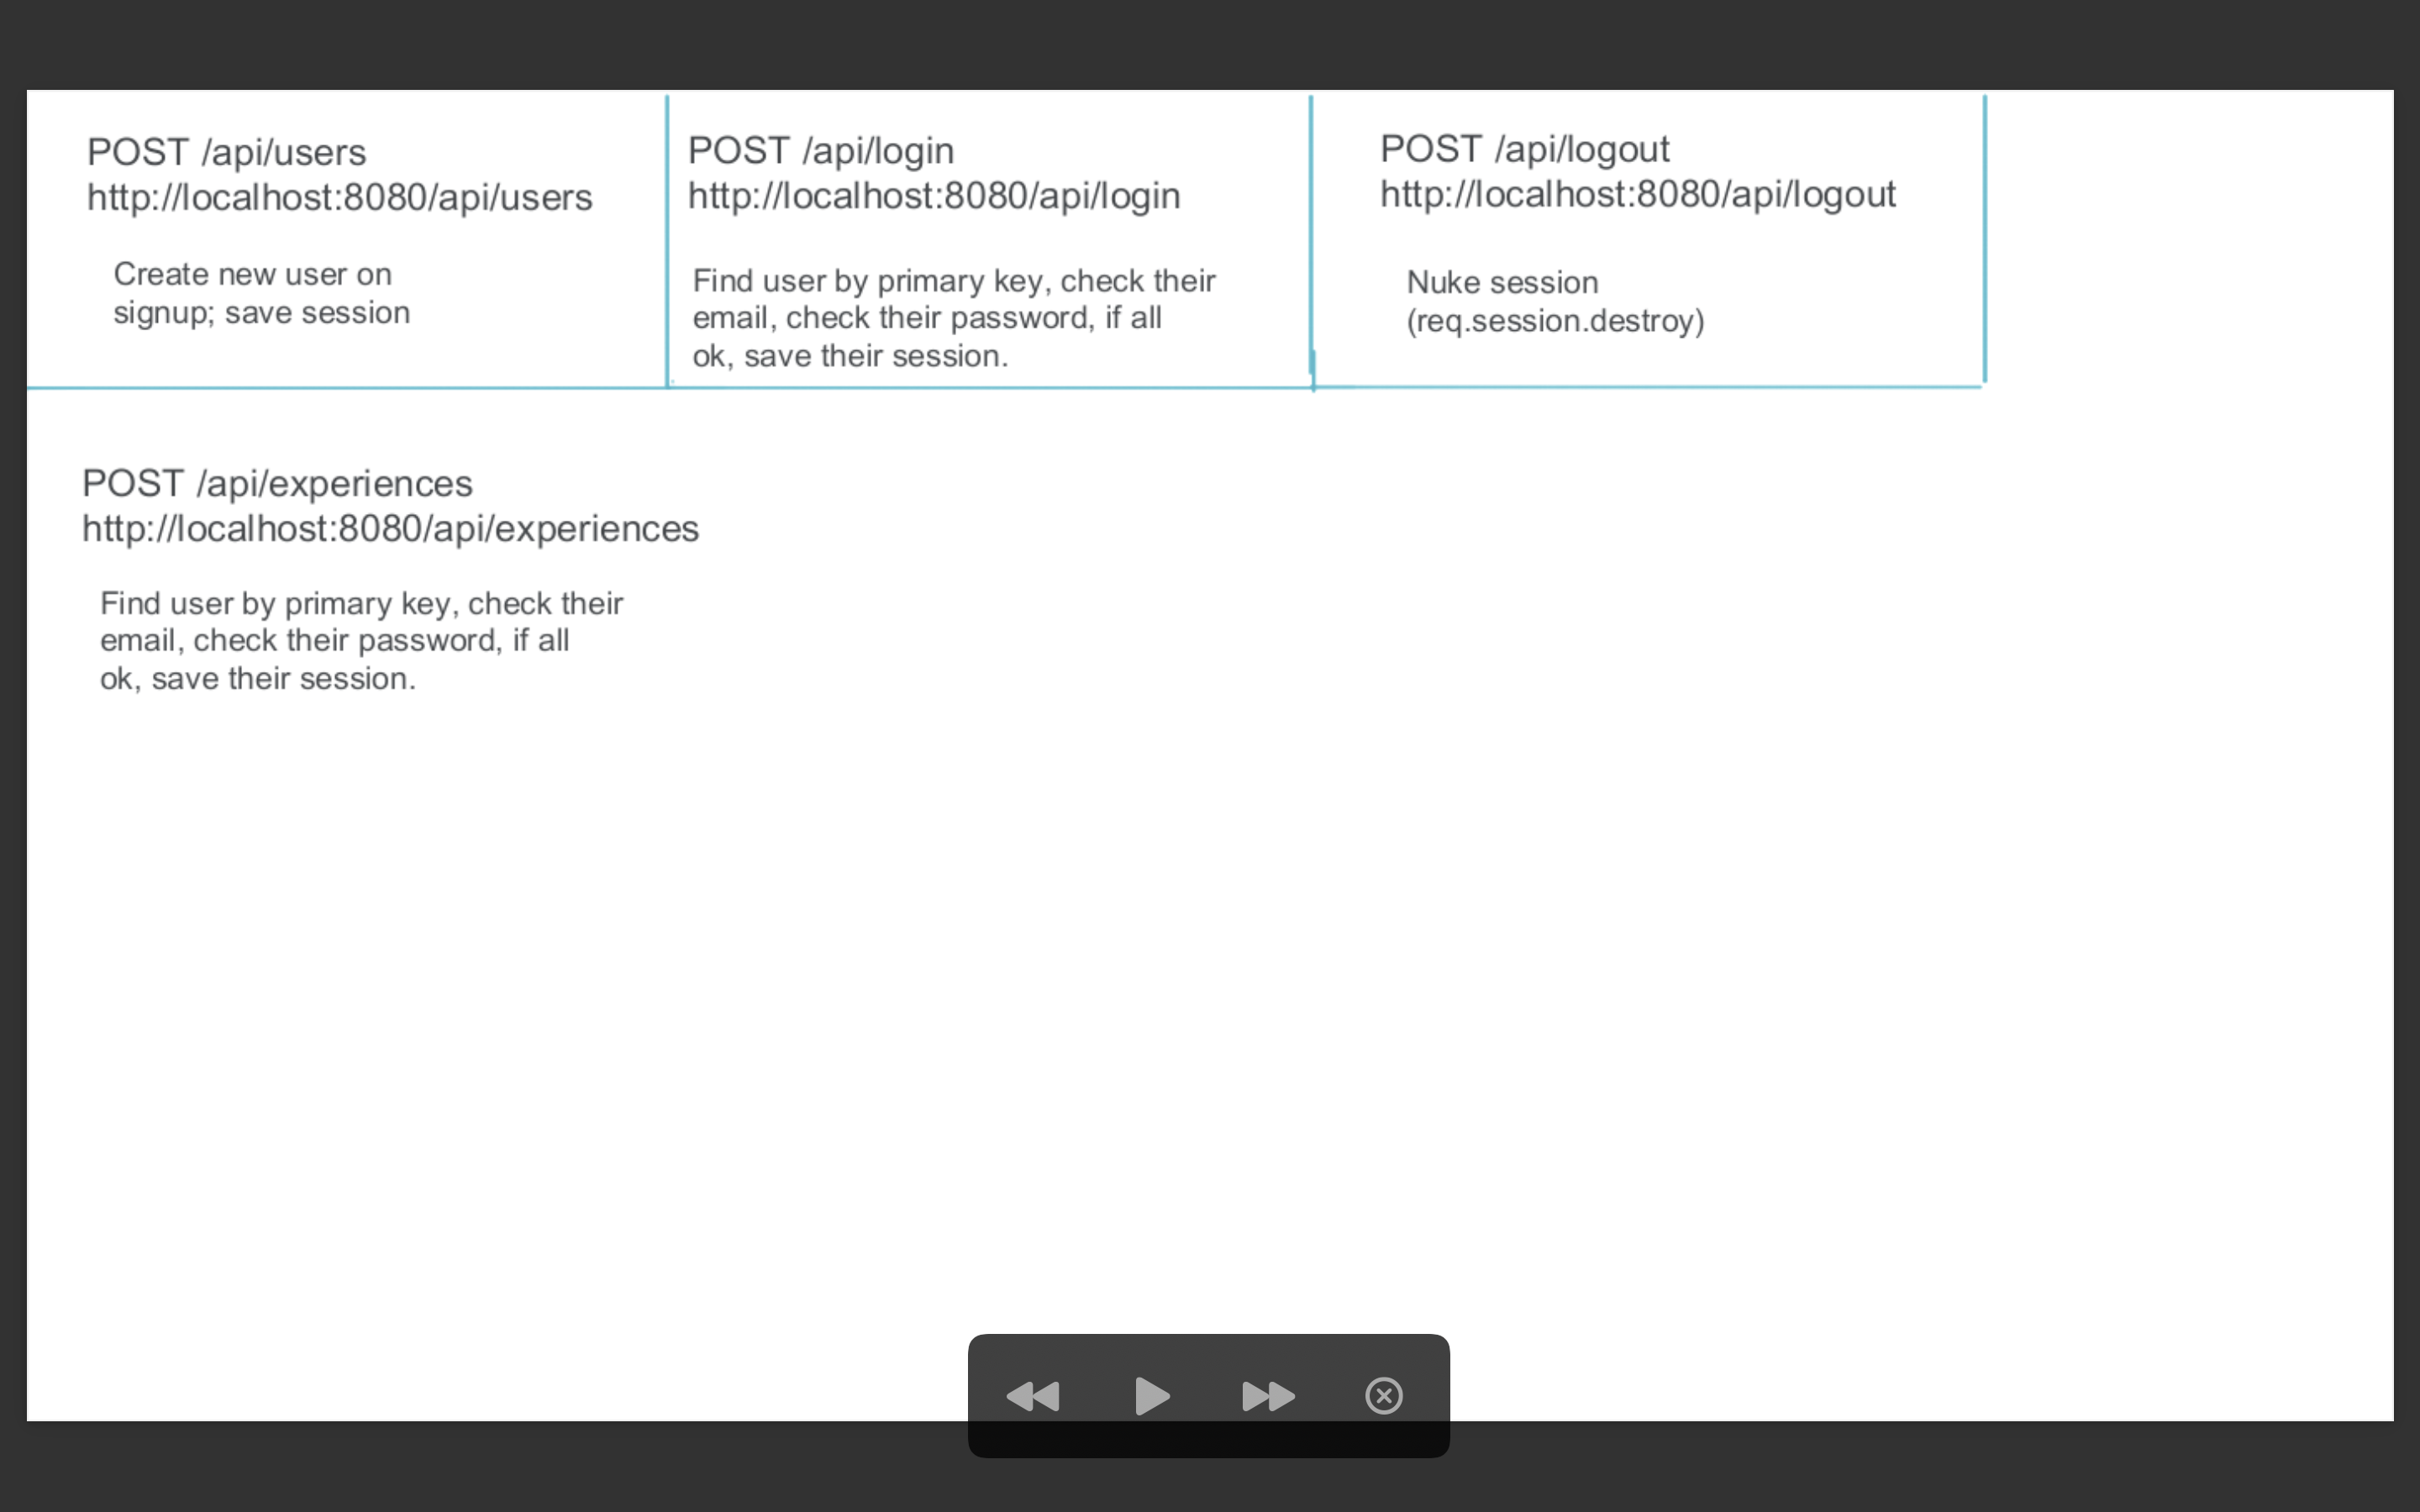 POST /api/users
http://localhost:8080/api/users
Create new user on
signup; save session
POST /api/login
http://localhost:8080/api/login
Find user by primary key, check their
email, check their password, if all
ok, save their session.
POST /api/logout
http://localhost:8080/api/logout
Nuke session
(req.session.destroy)
POST /api/experiences
http://localhost:8080/api/experiences
Find user by primary key, check their
email, check their password, if all
ok, save their session.